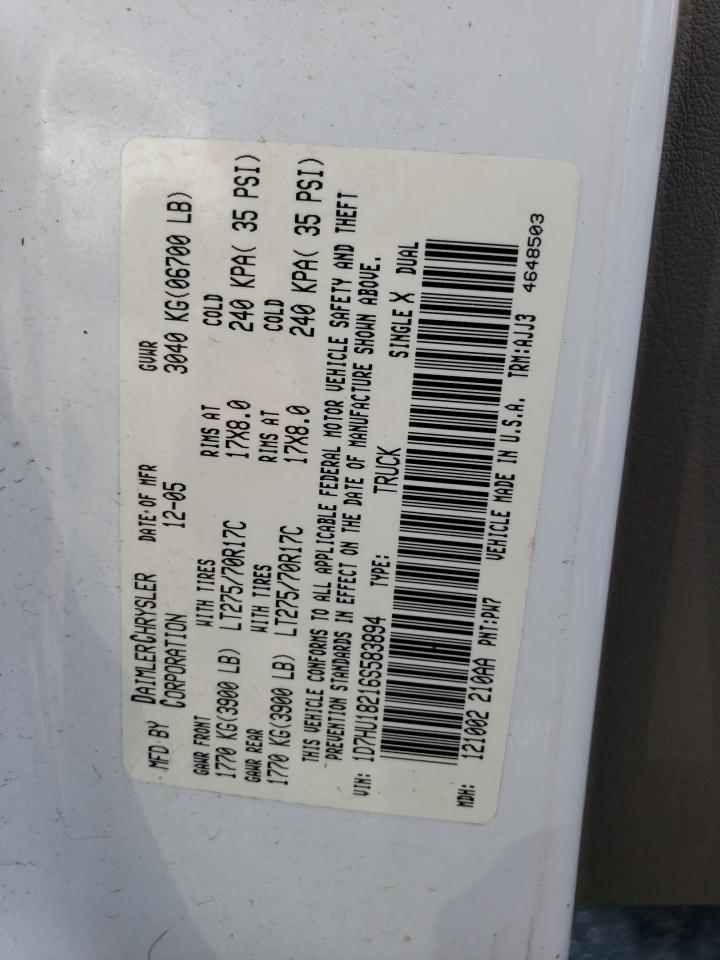 MFD BY DAIMLERCHRYSLER CORPORATION
DATE OF MFR 12-05
GVWR 3040 KG(06700 LB)
GAWR FRONT WITH TIRES RIMS AT COLD
1770 KG(3900 LB) LT275/70R17C 17X8.0 240 KPA( 35 PSI)
GAWR REAR WITH TIRES RIMS AT COLD
1770 KG(3900 LB) LT275/70R17C 17X8.0 240 KPA( 35 PSI)
THIS VEHICLE CONFORMS TO ALL APPLICABLE FEDERAL MOTOR VEHICLE SAFETY AND THEFT
PREVENTION STANDARDS IN EFFECT ON THE DATE OF MANUFACTURE SHOWN ABOVE.
VIN: 1D7HU18216S583894 TYPE: TRUCK SINGLE X DUAL
MDH: 121002 210AA PNT:PW7 VEHICLE MADE IN U.S.A. TRM:AJJ3 4648503